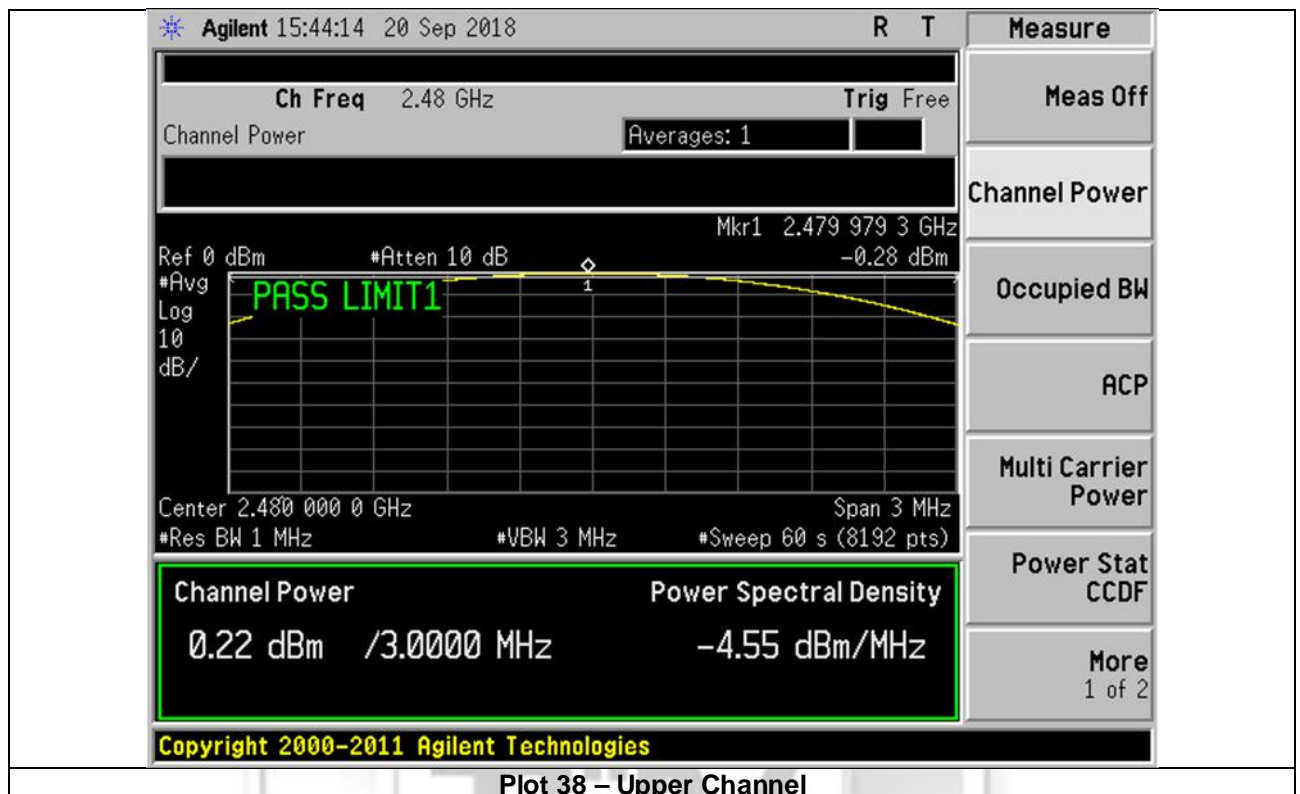 Agilent 15:44:14 20 Sep 2018 R T
Measure
Ch Freq 2.48 GHz Trig Free
Meas Off
Channel Power Averages: 1
Channel Power
Mkr1 2.479 979 3 GHz
Ref 0 dBm #Atten 10 dB -0.28 dBm
#Avg
Log
10
dB/
PASS LIMIT1
1
Occupied BW
ACP
Multi Carrier
Power
Center 2.480 000 0 GHz Span 3 MHz
#Res BW 1 MHz #VBW 3 MHz #Sweep 60 s (8192 pts)
Channel Power Power Spectral Density
0.22 dBm /3.0000 MHz -4.55 dBm/MHz
Power Stat
CCDF
More
1 of 2
Copyright 2000-2011 Agilent Technologies
Plot 38 – Upper Channel